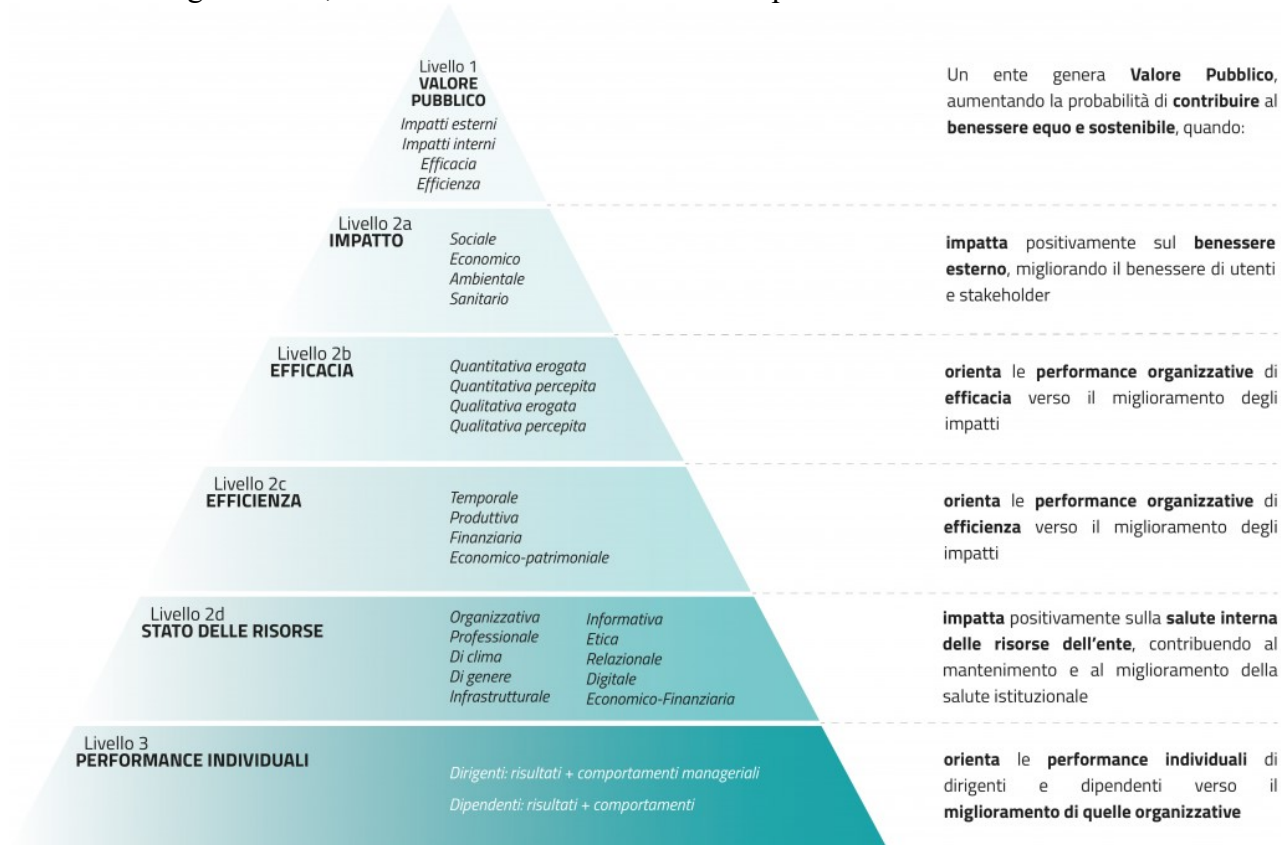 Livello 1
VALORE
PUBBLICO
Impatti esterni
Impatti interni
Efficacia
Efficienza
Un ente genera Valore Pubblico,
aumentando la probabilità di contribuire al
benessere equo e sostenibile, quando:
Livello 2a
IMPATTO
Sociale
Economico
Ambientale
Sanitario
impatta positivamente sul benessere
esterno, migliorando il benessere di utenti
e stakeholder
Livello 2b
EFFICACIA
Quantitativa erogata
Quantitativa percepita
Qualitativa erogata
Qualitativa percepita
orienta le performance organizzative di
efficacia verso il miglioramento degli
impatti
Livello 2c
EFFICIENZA
Temporale
Produttiva
Finanziaria
Economico-patrimoniale
orienta le performance organizzative di
efficienza verso il miglioramento degli
impatti
Livello 2d
STATO DELLE RISORSE
Organizzativa
Professionale
Di clima
Di genere
Infrastrutturale
Informativa
Etica
Relazionale
Digitale
Economico-Finanziaria
impatta positivamente sulla salute interna
delle risorse dell'ente, contribuendo al
mantenimento e al miglioramento della
salute istituzionale
Livello 3
PERFORMANCE INDIVIDUALI
Dirigenti: risultati + comportamenti manageriali
Dipendenti: risultati + comportamenti
orienta le performance individuali di
dirigenti e dipendenti verso il
miglioramento di quelle organizzative